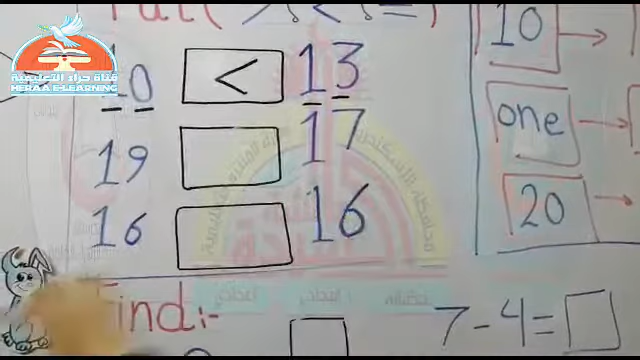 Put ( >, <, = )
قناة حراء التعليمية
HERAA E-LEARNING
10 < 13
19 17
16 16
10
one
20
Find:-
7 - 4 =